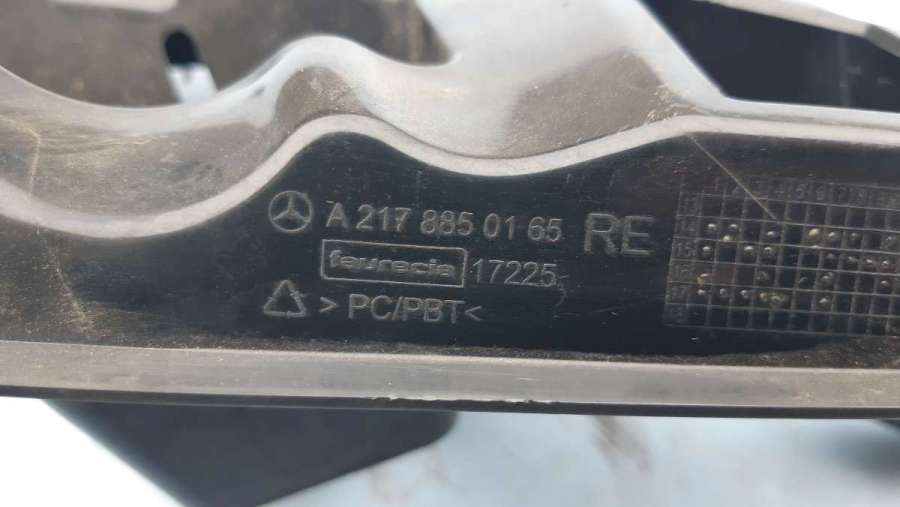 A 217 885 01 65 RE
faurecia 17225
> PC/PBT <